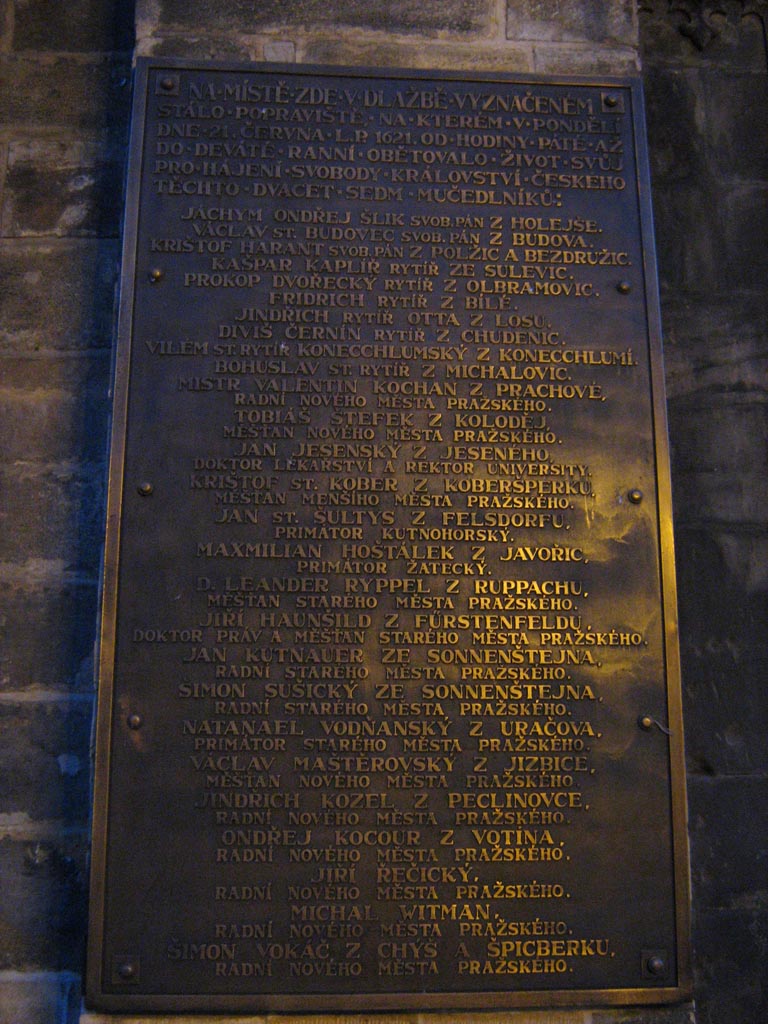 NA·MÍSTĚ·ZDE·V·DLAŽBĚ·VYZNAČENÉM
STÁLO·POPRAVIŠTĚ,·NA·KTERÉM·V·PONDĚLÍ
DNE·21.·ČERVNA·L.P.1621.·OD·HODINY·PÁTÉ·AŽ
DO·DEVÁTÉ·RANNÍ·OBĚTOVALO·ŽIVOT·SVŮJ
PRO·HÁJENÍ·SVOBODY·KRÁLOVSTVÍ·ČESKÉHO
TĚCHTO·DVACET·SEDM·MUČEDLNÍKŮ:
JÁCHYM ONDŘEJ ŠLIK SVOB.PÁN Z HOLEJŠE.
VÁCLAV ST. BUDOVEC SVOB.PÁN Z BUDOVA.
KRIŠTOF HARANT SVOB.PÁN Z POLŽIC A BEZDRUŽIC.
KAŠPAR KAPLÍŘ RYTÍŘ ZE SULEVIC.
PROKOP DVOŘECKÝ RYTÍŘ Z OLBRAMOVIC.
FRIDRICH RYTÍŘ Z BÍLÉ.
JINDŘICH RYTÍŘ OTTA Z LOSU.
DIVIŠ ČERNÍN RYTÍŘ Z CHUDENIC.
VILÉM ST.RYTÍŘ KONECCHLUMSKÝ Z KONECCHLUMÍ.
BOHUSLAV ST. RYTÍŘ Z MICHALOVIC.
MISTR VALENTIN KOCHAN Z PRACHOVÉ,
RADNÍ NOVÉHO MĚSTA PRAŽSKÉHO.
TOBIÁŠ ŠTEFEK Z KOLODĚJ,
MĚŠŤAN NOVÉHO MĚSTA PRAŽSKÉHO.
JAN JESENSKÝ Z JESENÉHO,
DOKTOR LÉKAŘSTVÍ A REKTOR UNIVERSITY.
KRIŠTOF ST. KOBER Z KOBERŠPERKU,
MĚŠŤAN MENŠÍHO MĚSTA PRAŽSKÉHO.
JAN ST. ŠULTYS Z FELSDORFU,
PRIMÁTOR KUTNOHORSKÝ.
MAXMILIAN HOŠŤÁLEK Z JAVOŘIC,
PRIMÁTOR ŽATECKÝ.
D. LEANDER RYPPEL Z RUPPACHU,
MĚŠŤAN STARÉHO MĚSTA PRAŽSKÉHO.
JIŘÍ HAUNŠILD Z FÜRSTENFELDU,
DOKTOR PRÁV A MĚŠŤAN STARÉHO MĚSTA PRAŽSKÉHO.
JAN KUTNAUER ZE SONNENŠTEJNA,
RADNÍ STARÉHO MĚSTA PRAŽSKÉHO.
ŠIMON SUŠICKÝ ZE SONNENŠTEJNA,
RADNÍ STARÉHO MĚSTA PRAŽSKÉHO.
NATANAEL VODŇANSKÝ Z URAČOVA,
PRIMÁTOR STARÉHO MĚSTA PRAŽSKÉHO.
VÁCLAV MAŠTĚROVSKÝ Z JIZBICE,
MĚŠŤAN NOVÉHO MĚSTA PRAŽSKÉHO.
JINDŘICH KOZEL Z PECLINOVCE,
RADNÍ NOVÉHO MĚSTA PRAŽSKÉHO.
ONDŘEJ KOCOUR Z VOTÍNA,
RADNÍ NOVÉHO MĚSTA PRAŽSKÉHO.
JIŘÍ ŘEČICKÝ,
RADNÍ NOVÉHO MĚSTA PRAŽSKÉHO.
MICHAL WITMAN,
RADNÍ NOVÉHO MĚSTA PRAŽSKÉHO.
ŠIMON VOKÁČ Z CHÝŠ A ŠPICBERKU,
RADNÍ NOVÉHO MĚSTA PRAŽSKÉHO.